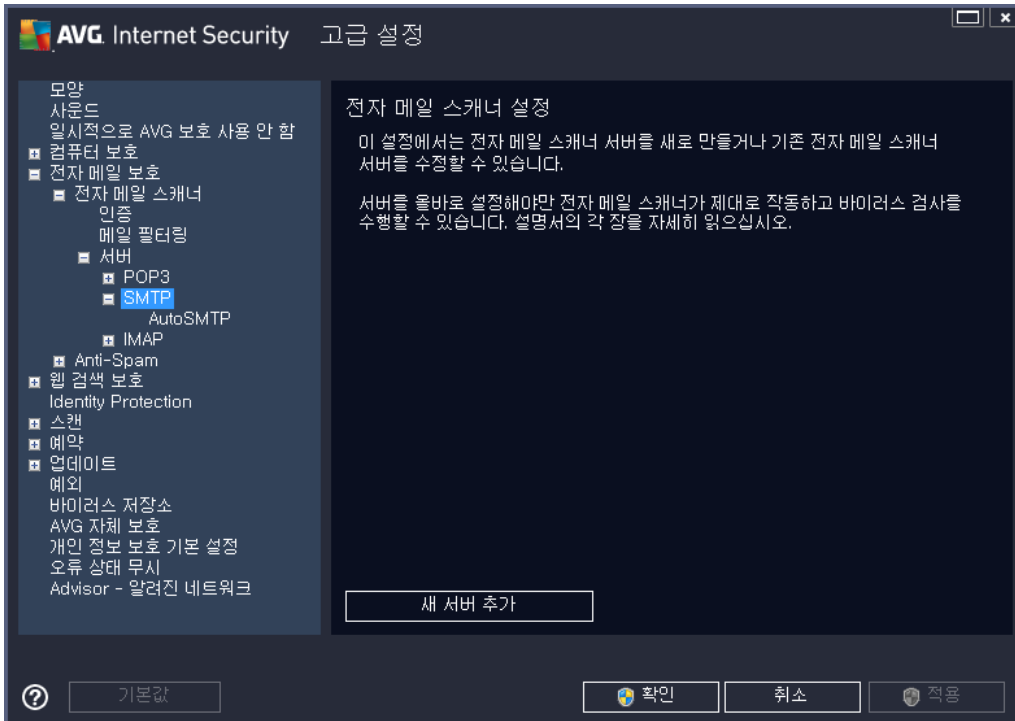 AVG. Internet Security 고급 설정
모양
사운드
일시적으로 AVG 보호 사용 안 함
컴퓨터 보호
전자 메일 보호
전자 메일 스캐너
인증
메일 필터링
서버
POP3
SMTP
AutoSMTP
IMAP
Anti-Spam
웹 검색 보호
Identity Protection
스캔
예약
업데이트
예외
바이러스 저장소
AVG 자체 보호
개인 정보 보호 기본 설정
오류 상태 무시
Advisor - 알려진 네트워크
전자 메일 스캐너 설정
이 설정에서는 전자 메일 스캐너 서버를 새로 만들거나 기존 전자 메일 스캐너
서버를 수정할 수 있습니다.
서버를 올바로 설정해야만 전자 메일 스캐너가 제대로 작동하고 바이러스 검사를
수행할 수 있습니다. 설명서의 각 장을 자세히 읽으십시오.
새 서버 추가
기본값
확인
취소
적용